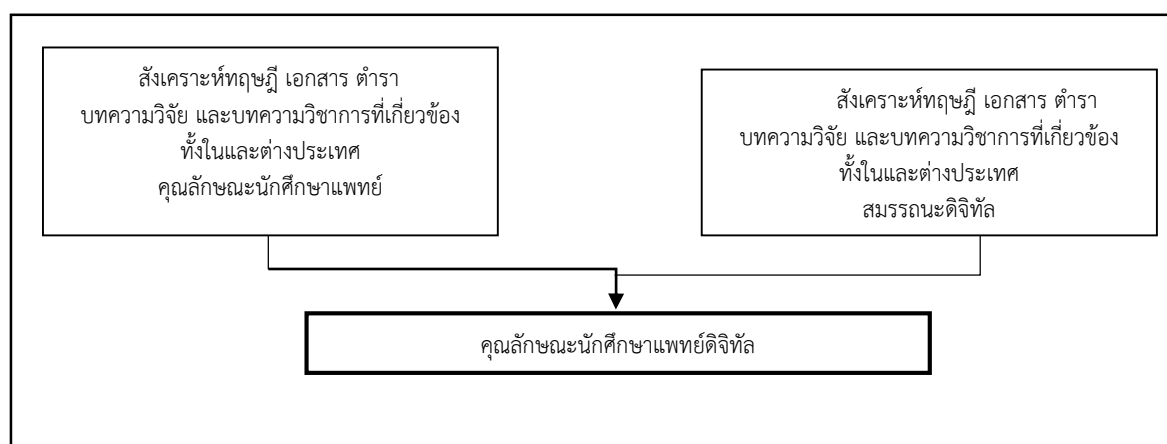 สังเคราะห์ทฤษฎี เอกสาร ตำรา
บทความวิจัย และบทความวิชาการที่เกี่ยวข้อง
ทั้งในและต่างประเทศ
คุณลักษณะนักศึกษาแพทย์
สังเคราะห์ทฤษฎี เอกสาร ตำรา
บทความวิจัย และบทความวิชาการที่เกี่ยวข้อง
ทั้งในและต่างประเทศ
สมรรถนะดิจิทัล
คุณลักษณะนักศึกษาแพทย์ดิจิทัล